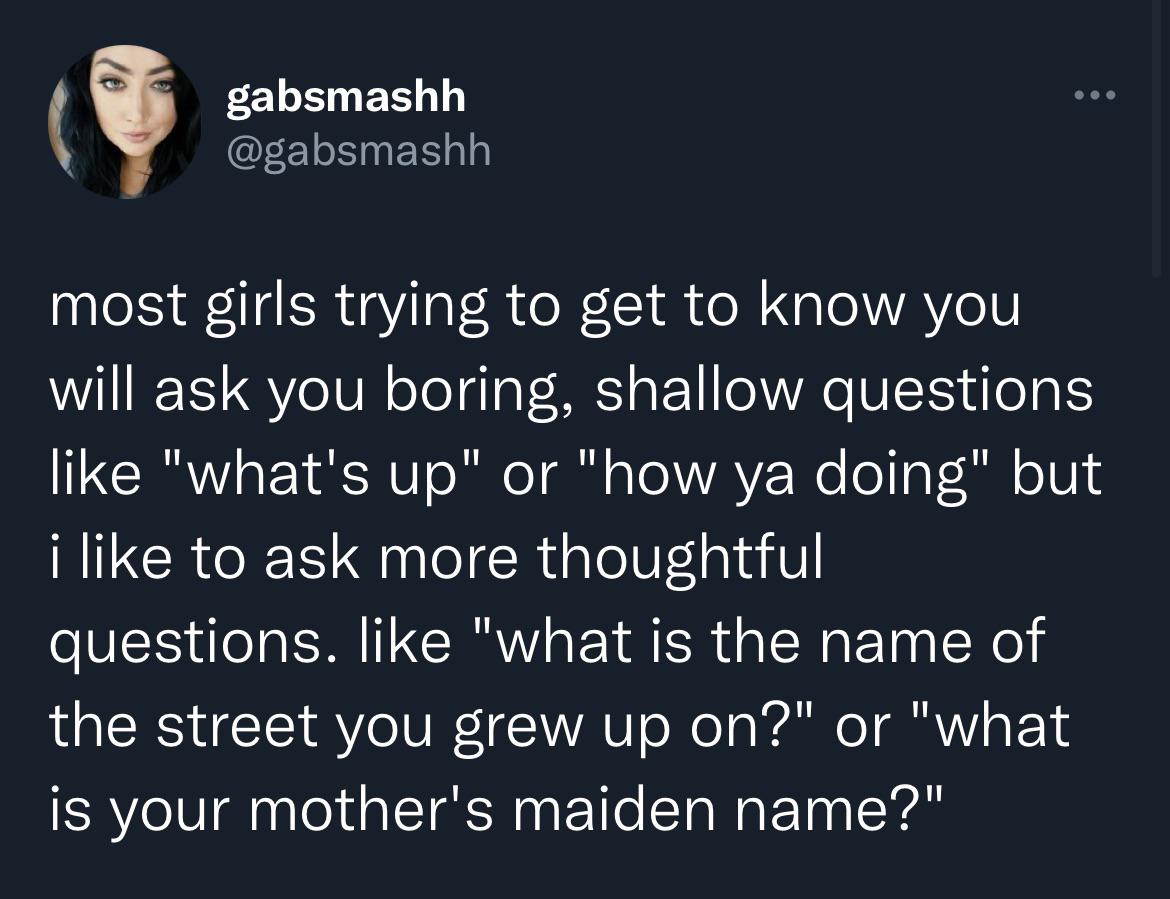 gabsmashh
@gabsmashh
most girls trying to get to know you
will ask you boring, shallow questions
like "what's up" or "how ya doing" but
i like to ask more thoughtful
questions. like "what is the name of
the street you grew up on?" or "what
is your mother's maiden name?"